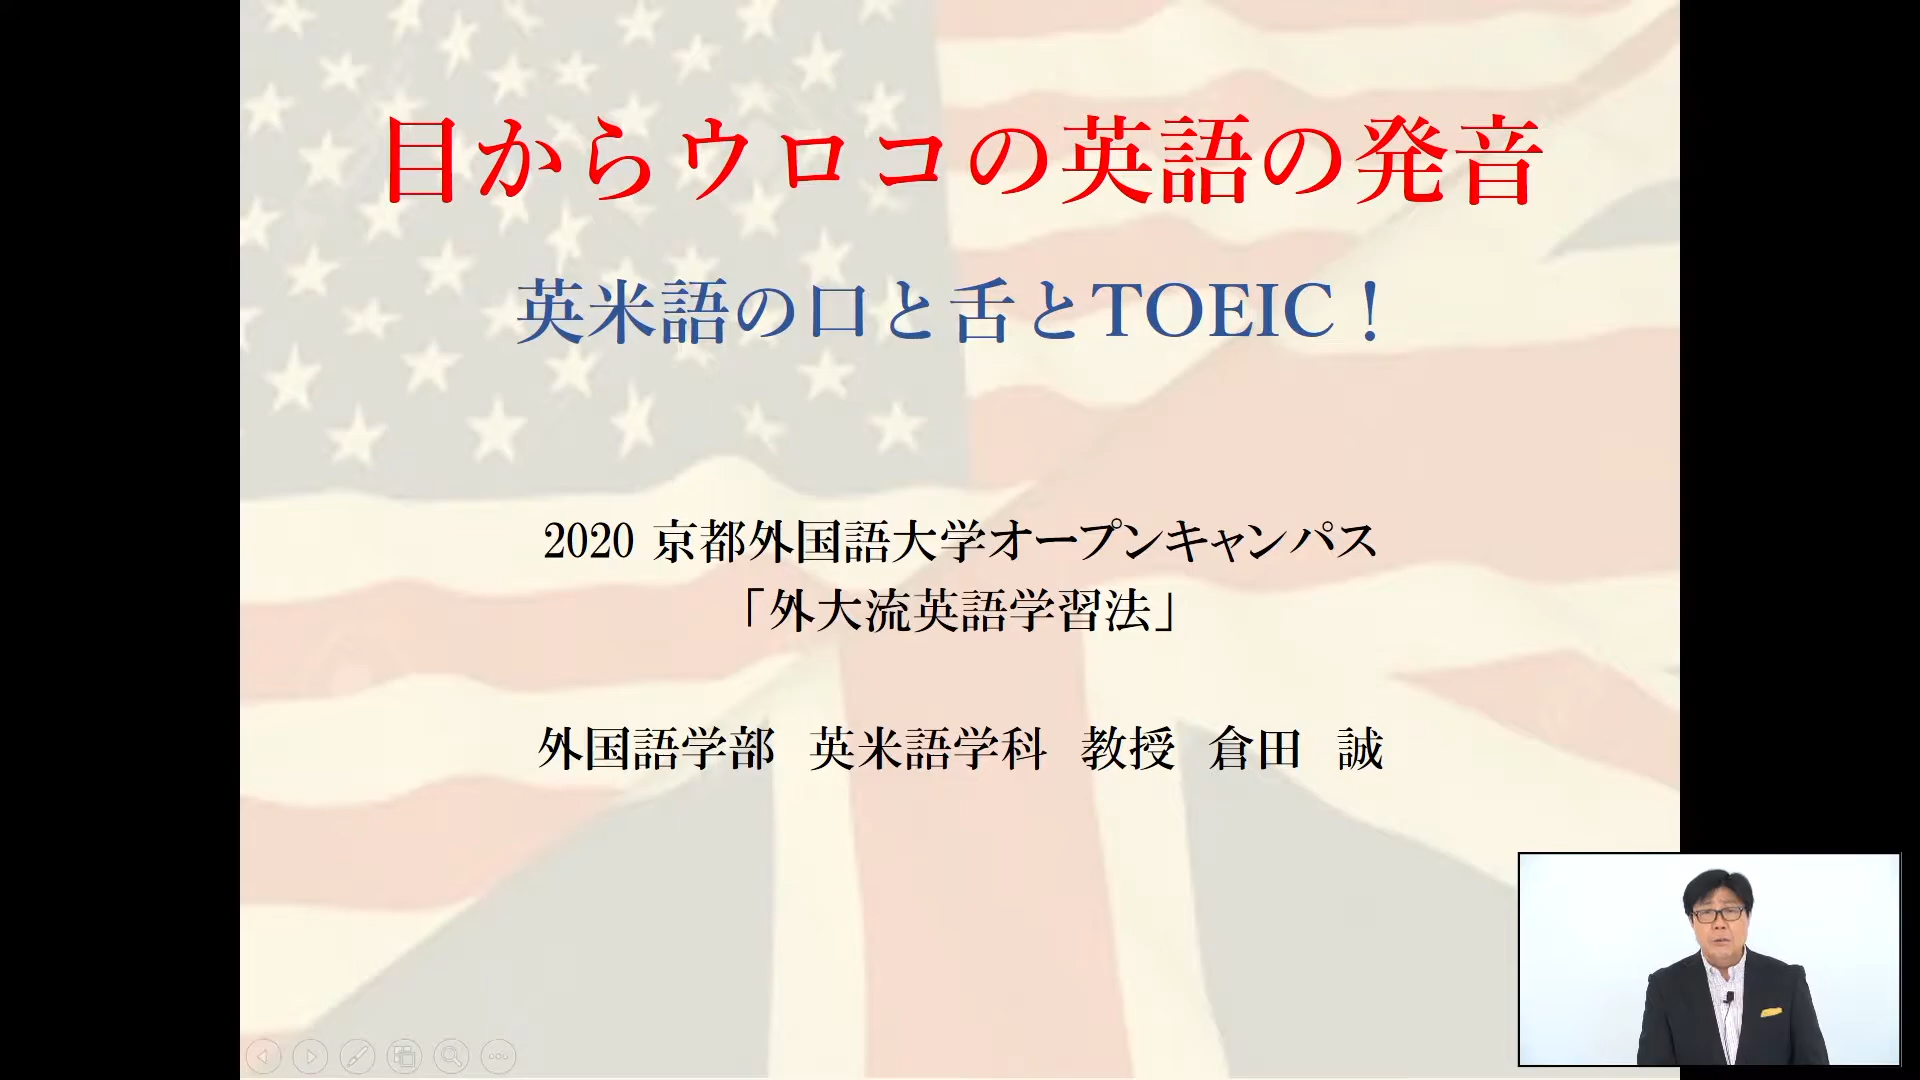 目からウロコの英語の発音
英米語の口と舌とTOEIC！
2020 京都外国語大学オープンキャンパス
「外大流英語学習法」
外国語学部　英米語学科　教授　倉田　誠